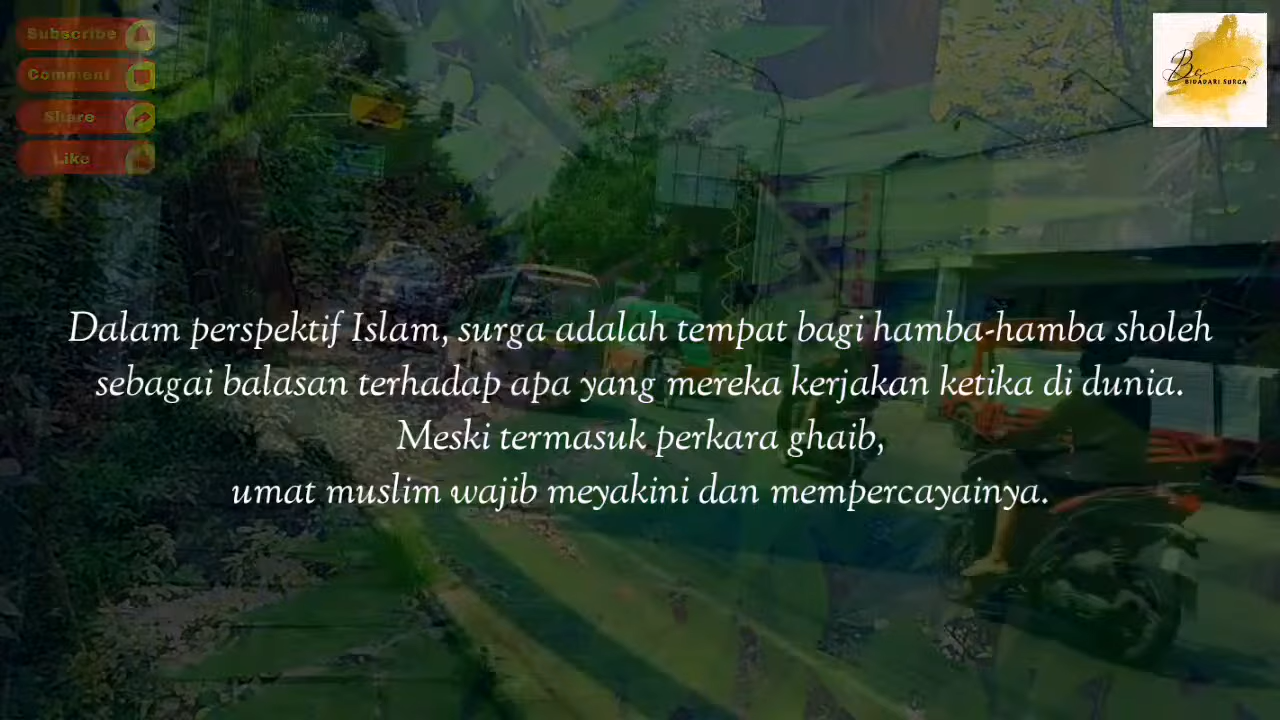 Subscribe
Comment
Share
Like
BIDADARI SURGA
Dalam perspektif Islam, surga adalah tempat bagi hamba-hamba sholeh
sebagai balasan terhadap apa yang mereka kerjakan ketika di dunia.
Meski termasuk perkara ghaib,
umat muslim wajib meyakini dan mempercayainya.